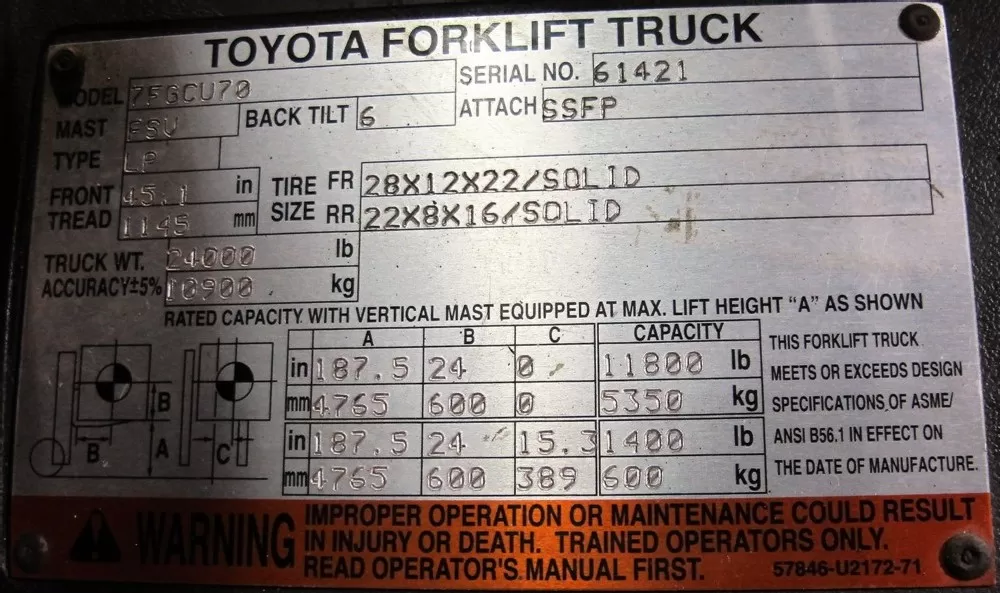 TOYOTA FORKLIFT TRUCK
MODEL 7FGCU70
SERIAL NO. 61421
MAST FSV BACK TILT 6 ATTACH SSFP
TYPE LP
FRONT TREAD 45.1 in 1145 mm
TIRE SIZE FR 28X12X22/SOLID
RR 22X8X16/SOLID
TRUCK WT. 24000 lb
ACCURACY±5% 10900 kg
RATED CAPACITY WITH VERTICAL MAST EQUIPPED AT MAX. LIFT HEIGHT “A” AS SHOWN
A B C CAPACITY
in 187.5 24 0 11800 lb
mm 4765 600 0 5350 kg
in 187.5 24 15.3 1400 lb
mm 4765 600 389 600 kg
B
B A C
THIS FORKLIFT TRUCK
MEETS OR EXCEEDS DESIGN
SPECIFICATIONS OF ASME/
ANSI B56.1 IN EFFECT ON
THE DATE OF MANUFACTURE.
WARNING
IMPROPER OPERATION OR MAINTENANCE COULD RESULT
IN INJURY OR DEATH. TRAINED OPERATORS ONLY.
READ OPERATOR'S MANUAL FIRST.
57846-U2172-71